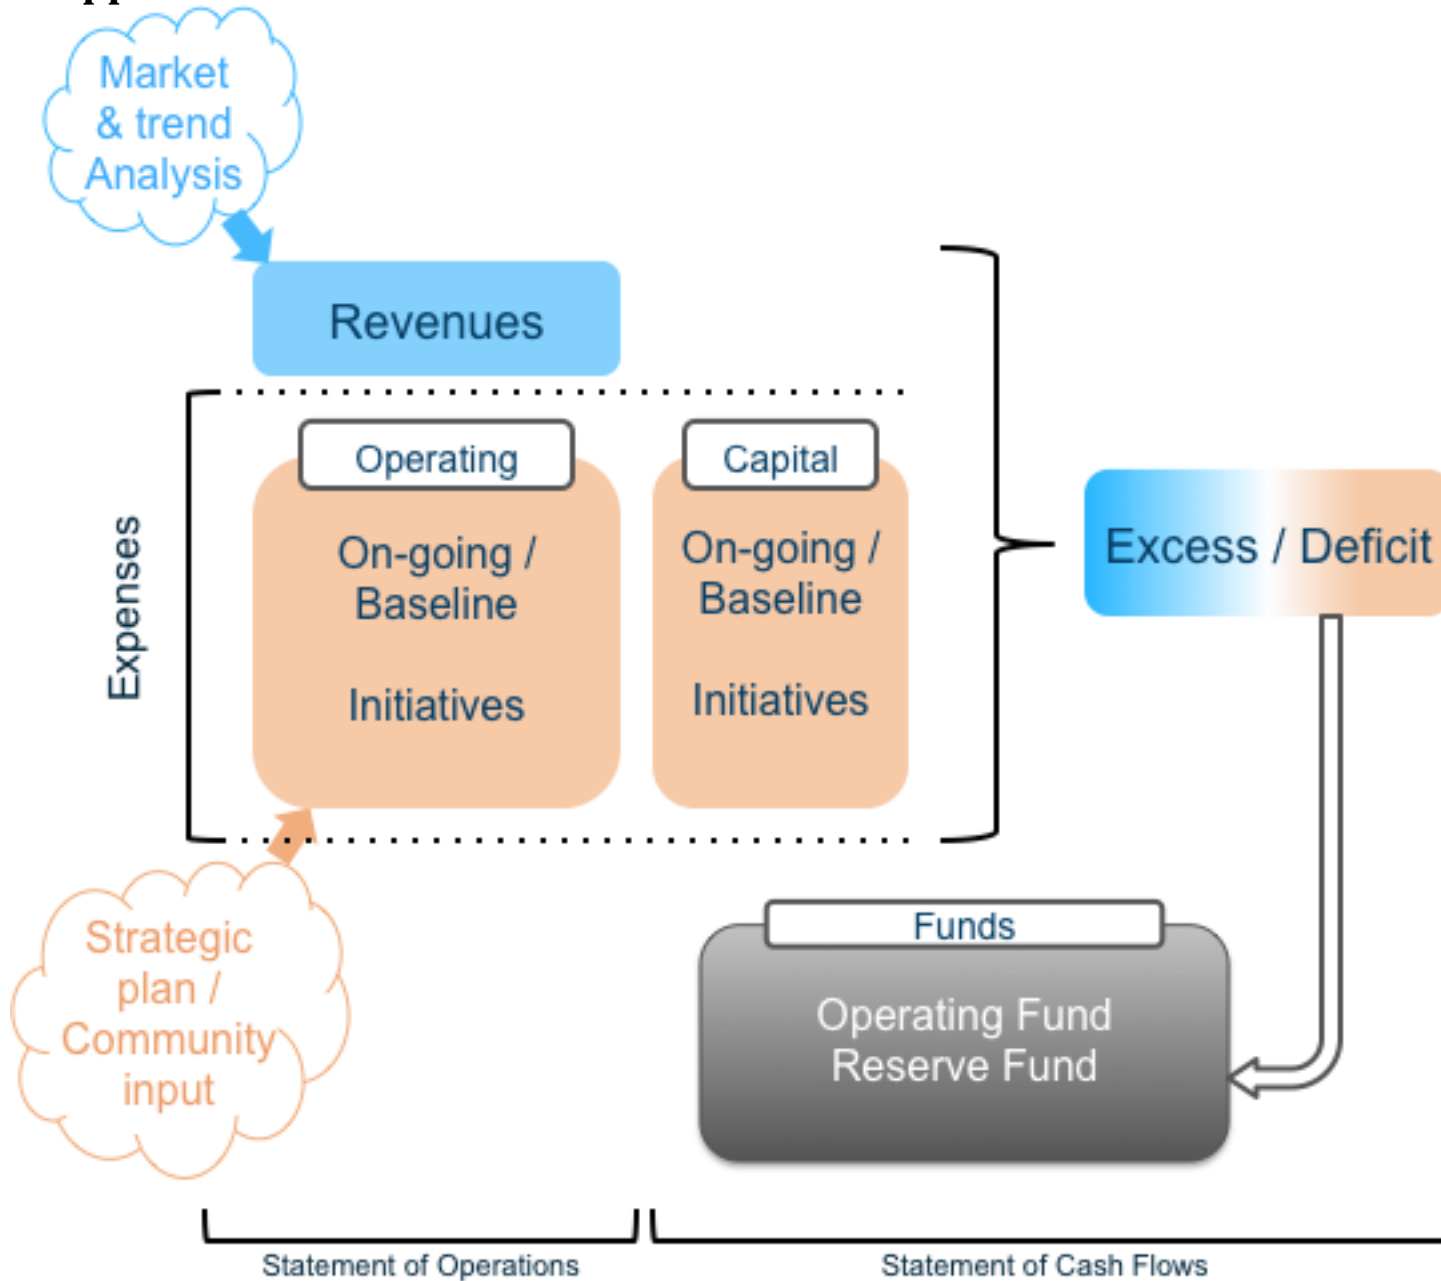 Market
& trend
Analysis
Revenues
Expenses
Operating
On-going /
Baseline
Initiatives
Capital
On-going /
Baseline
Initiatives
Excess / Deficit
Strategic
plan /
Community
input
Funds
Operating Fund
Reserve Fund
Statement of Operations
Statement of Cash Flows